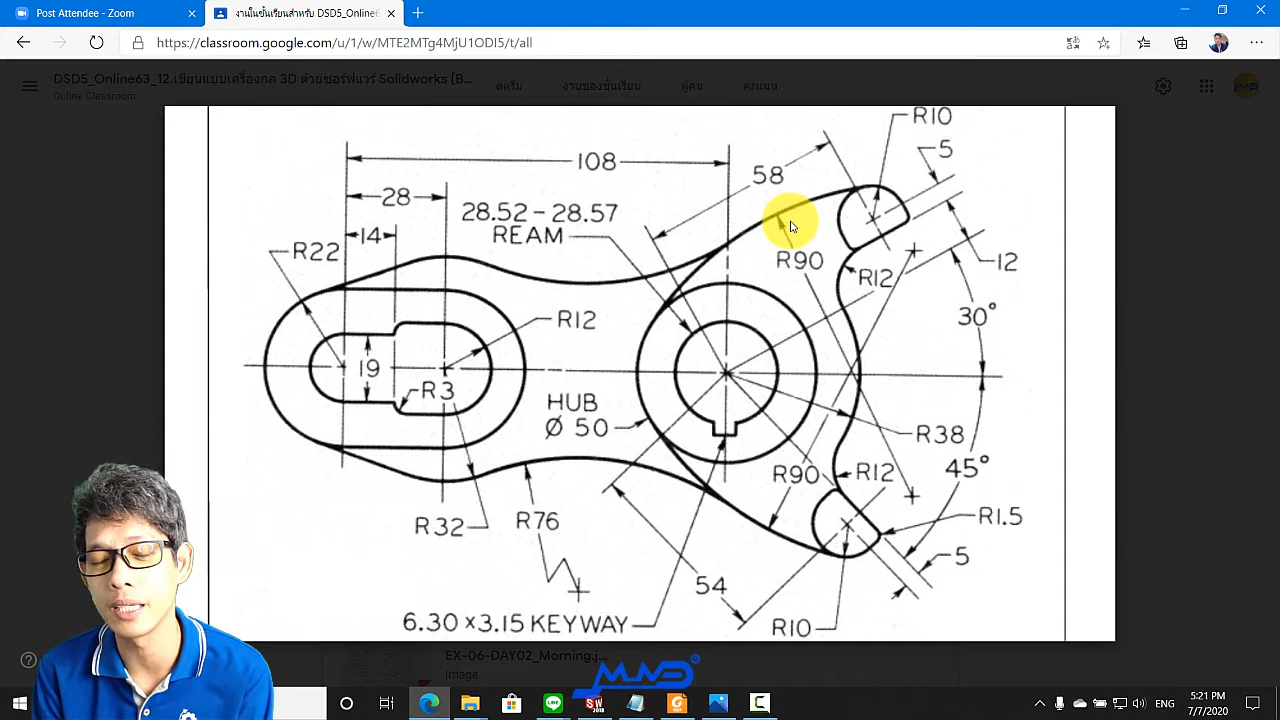 Post Attendee - Zoom
งานในชั้นเรียนสำหรับ DSD5_Online6
https://classroom.google.com/u/1/w/MTE2MTg4MjU1ODI5/t/all
DSD5_Online63_12.เขียนแบบเครื่องกล 3D ด้วยซอร์ฟแวร์ Solidworks (B...
Online Classroom
สตรีม
งานของชั้นเรียน
ผู้คน
คะแนน
R10
108
5
58
28
28.52 - 28.57
REAM
14
R22
R90
12
R12
30°
R12
19
R3
HUB
Ø 50
R38
45°
R90
R12
R32
R76
R1.5
5
54
6.30 × 3.15 KEYWAY
R10
EX-06-DAY02_Morning.j...
Image
MND
5:21 PM
7/7/2020